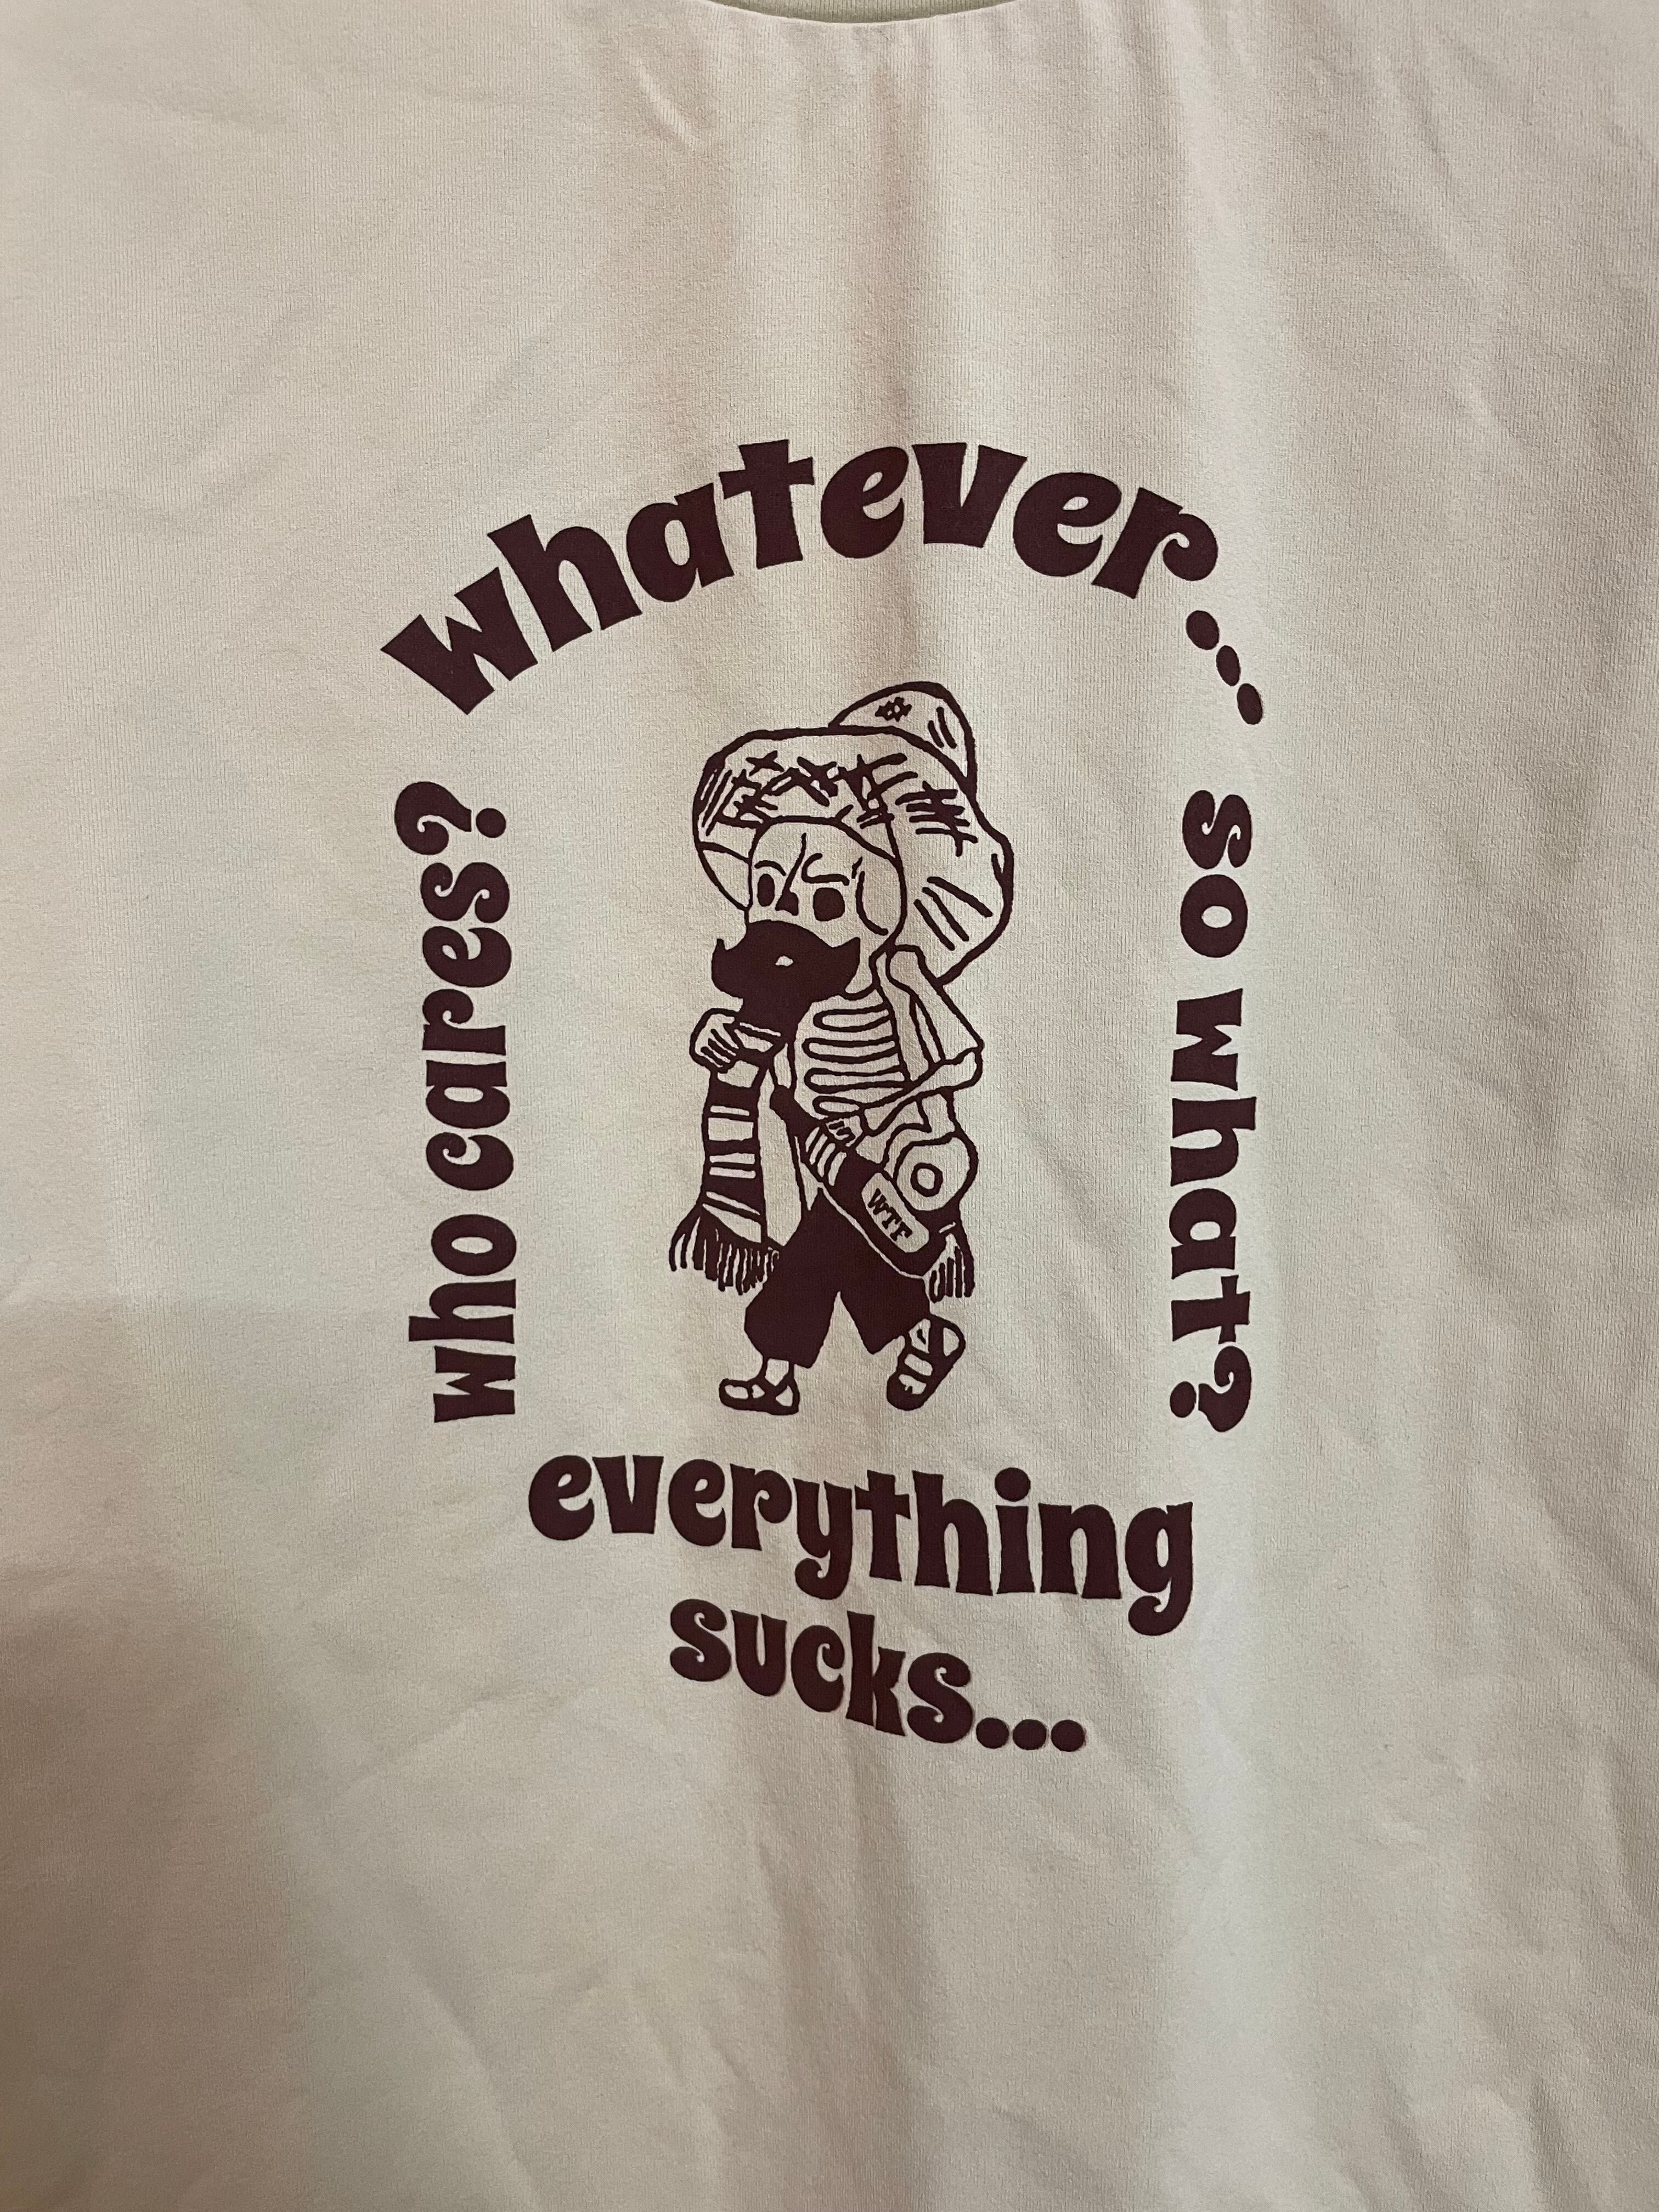 whatever...
so what?
who cares?
WTF
everything
sucks...